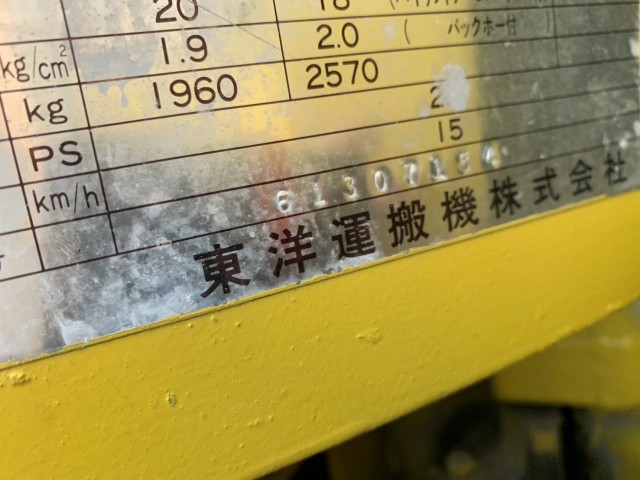 20 18
kg/cm² 1.9 2.0 ( バックホー付 )
kg 1960 2570
PS
km/h 15
東洋運搬機株式会社